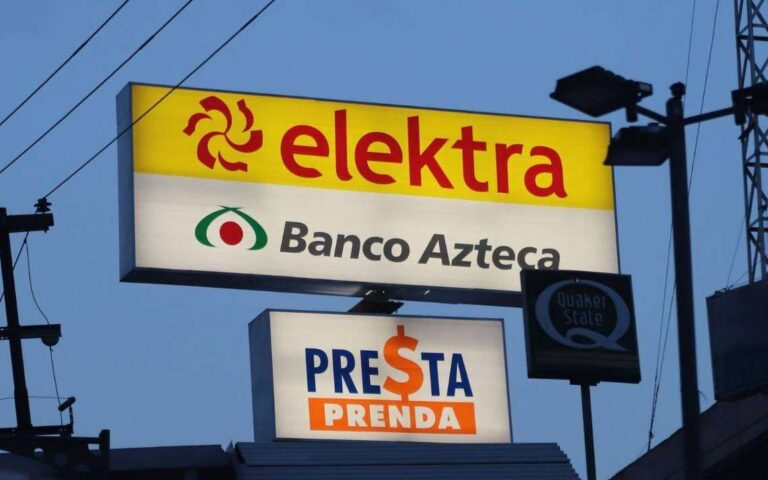 elektra
Banco Azteca
Quaker
State
PRE$TA
PRENDA